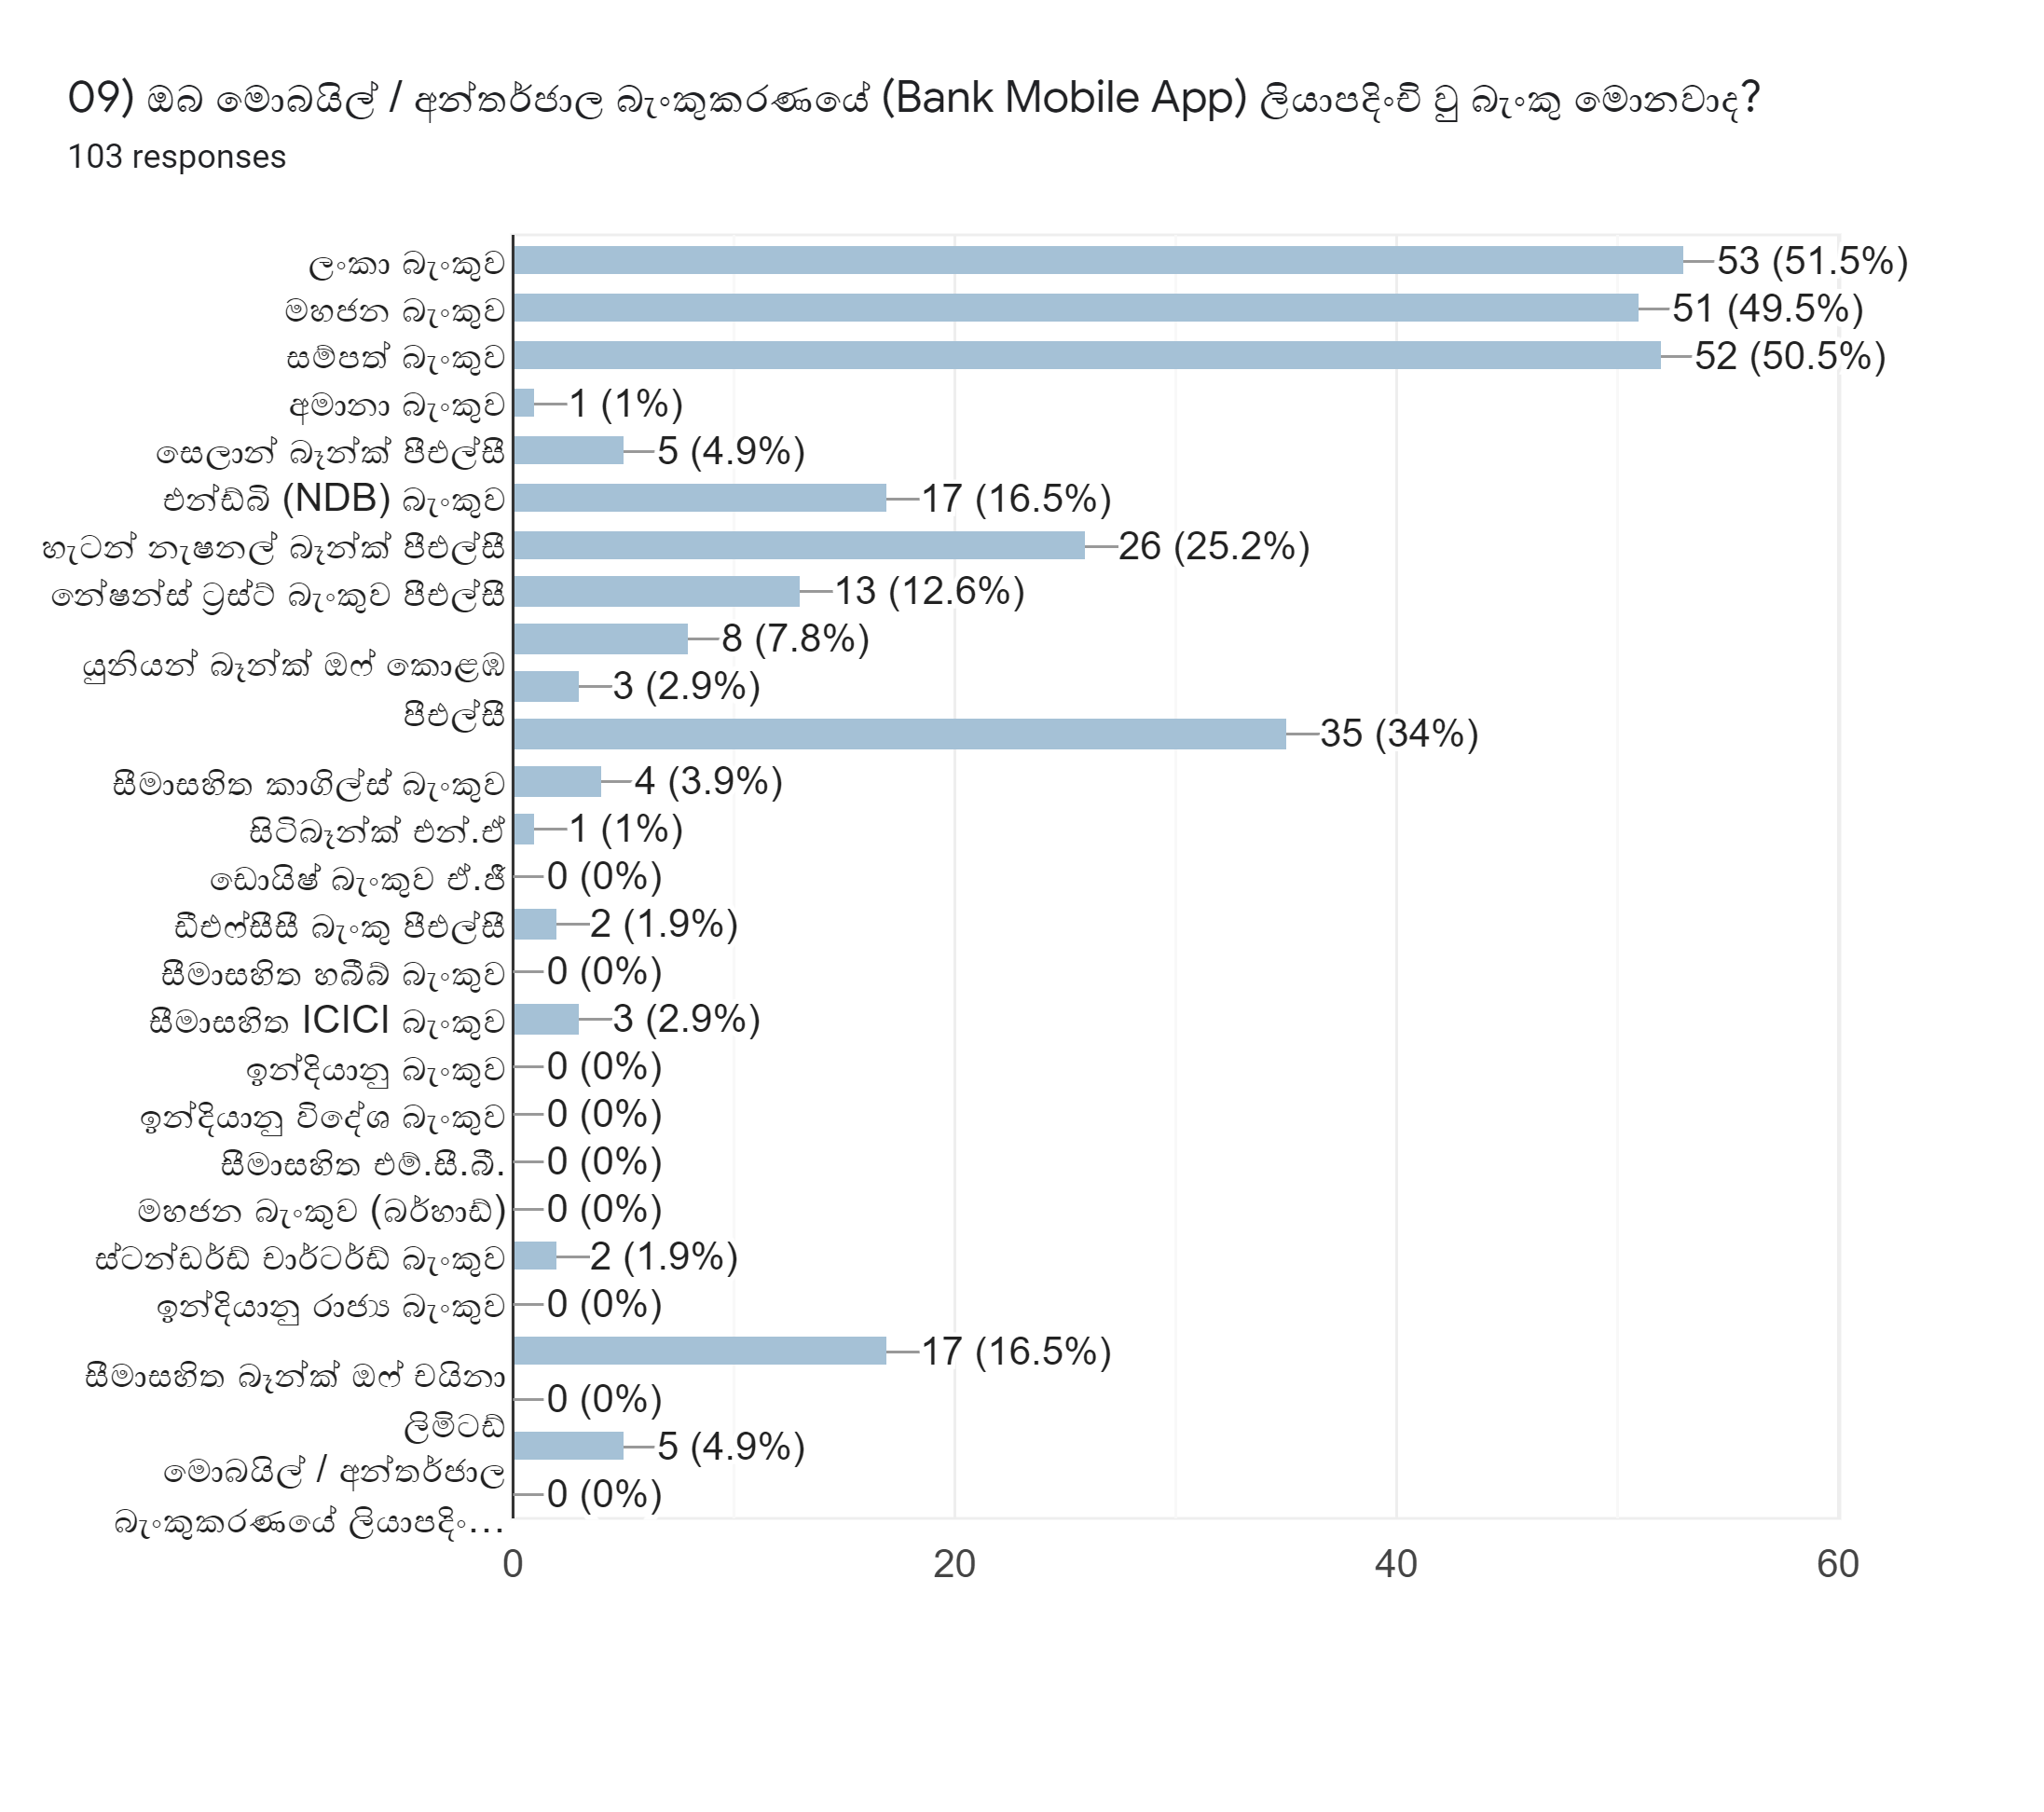 09) ඔබ මොබයිල් / අන්තර්ජාල බැංකුකරණයේ (Bank Mobile App) ලියාපදිංචි වු බැංකු මොනවාද?
103 responses
ලංකා බැංකුව 53 (51.5%)
මහජන බැංකුව 51 (49.5%)
සම්පත් බැංකුව 52 (50.5%)
අමානා බැංකුව 1 (1%)
සෙලාන් බෑන්ක් පීඑල්සී 5 (4.9%)
එන්ඩ්බි (NDB) බැංකුව 17 (16.5%)
හැටන් නැෂනල් බෑන්ක් පීඑල්සී 26 (25.2%)
නේෂන්ස් ට්‍රස්ට් බැංකුව පීඑල්සී 13 (12.6%)
8 (7.8%)
යුනියන් බෑන්ක් ඔෆ් කොළඹ
3 (2.9%)
පීඑල්සී
35 (34%)
සීමාසහිත කාගිල්ස් බැංකුව 4 (3.9%)
සිටිබෑන්ක් එන්.ඒ 1 (1%)
ඩොයිෂ් බැංකුව ඒ.ජී 0 (0%)
ඩීඑෆ්සීසී බැංකු පීඑල්සී 2 (1.9%)
සීමාසහිත හබීබ් බැංකුව 0 (0%)
සීමාසහිත ICICI බැංකුව 3 (2.9%)
ඉන්දියානු බැංකුව 0 (0%)
ඉන්දියානු විදේශ බැංකුව 0 (0%)
සීමාසහිත එම්.සී.බී. 0 (0%)
මහජන බැංකුව (බර්හාඩ්) 0 (0%)
ස්ටන්ඩර්ඩ් චාර්ටර්ඩ් බැංකුව 2 (1.9%)
ඉන්දියානු රාජ්‍ය බැංකුව 0 (0%)
17 (16.5%)
සීමාසහිත බෑන්ක් ඔෆ් චයිනා
0 (0%)
ලිමිටඩ්
5 (4.9%)
මොබයිල් / අන්තර්ජාල
0 (0%)
බැංකුකරණයේ ලියාපදිං...
0 20 40 60